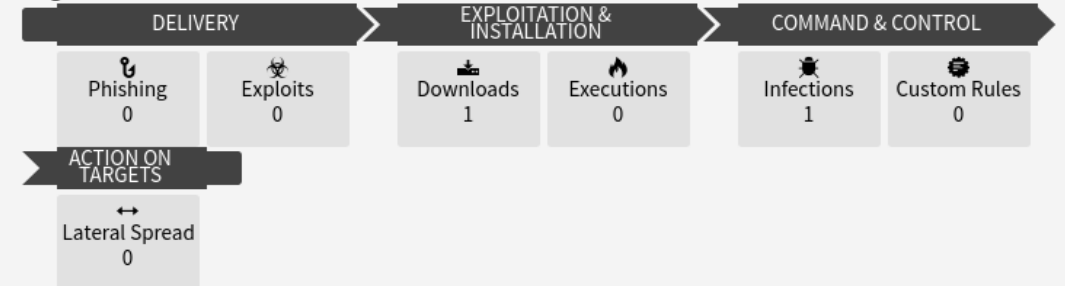 DELIVERY
EXPLOITATION &
INSTALLATION
COMMAND & CONTROL
Phishing
0
Exploits
0
Downloads
1
Executions
0
Infections
1
Custom Rules
0
ACTION ON
TARGETS
Lateral Spread
0